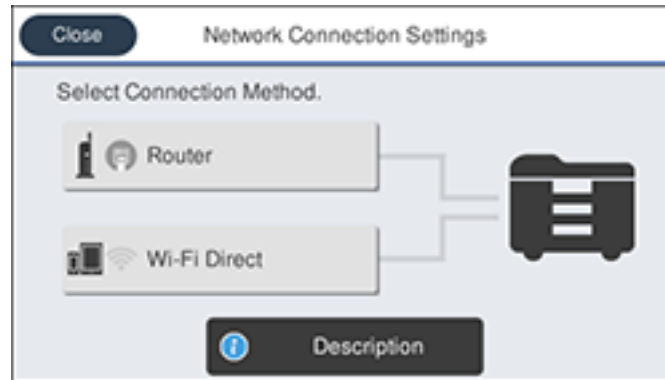 Close
Network Connection Settings
Select Connection Method.
Router
Wi-Fi Direct
Description